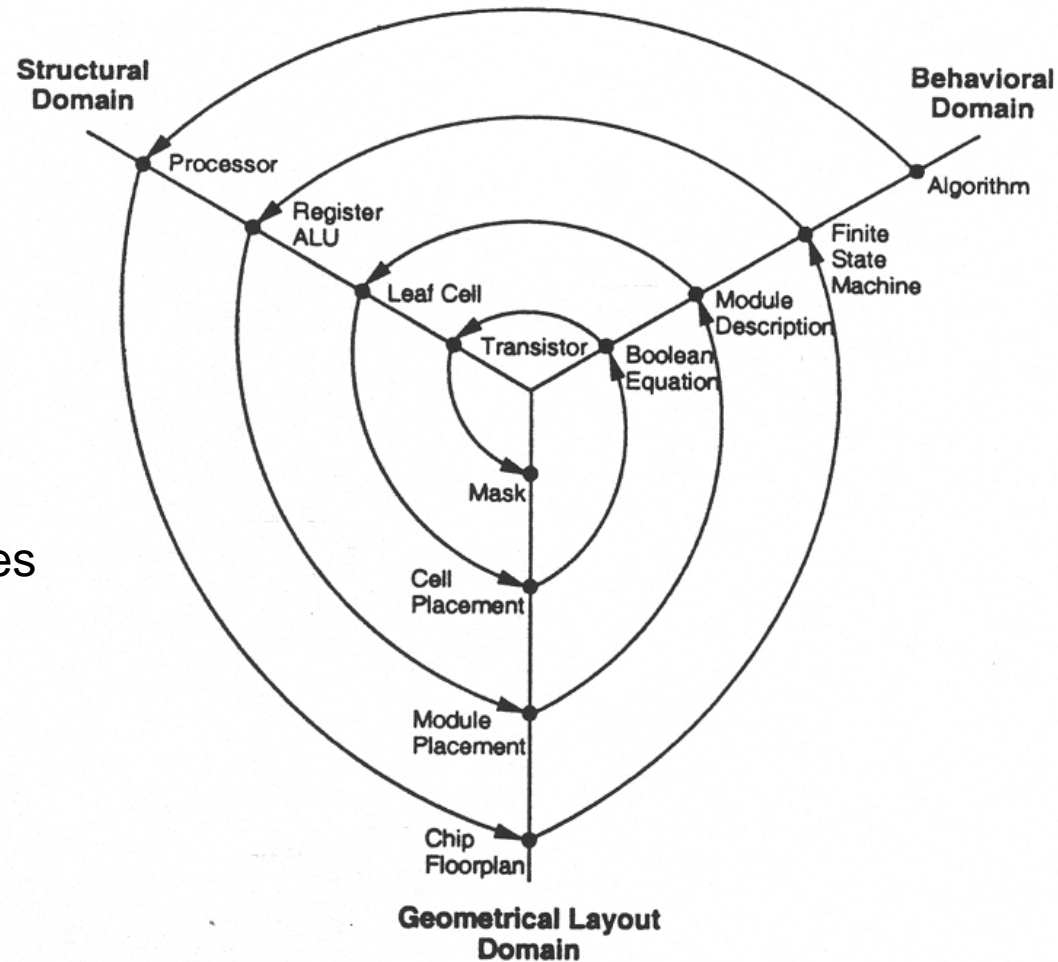 Structural
Domain
Behavioral
Domain
Processor
Algorithm
Register
ALU
Finite
State
Machine
Leaf Cell
Module
Description
Transistor
Boolean
Equation
Mask
es
Cell
Placement
Module
Placement
Chip
Floorplan
Geometrical Layout
Domain